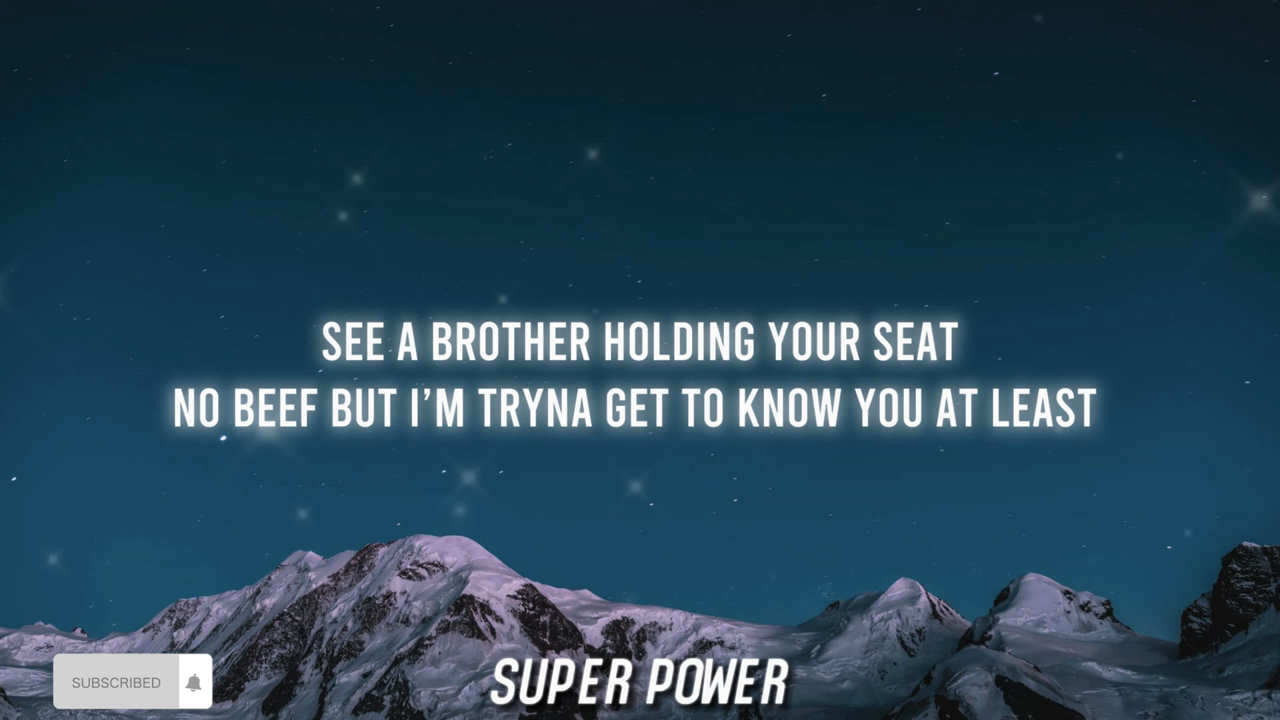 SEE A BROTHER HOLDING YOUR SEAT
NO BEEF BUT I’M TRYNA GET TO KNOW YOU AT LEAST
SUBSCRIBED
SUPER POWER